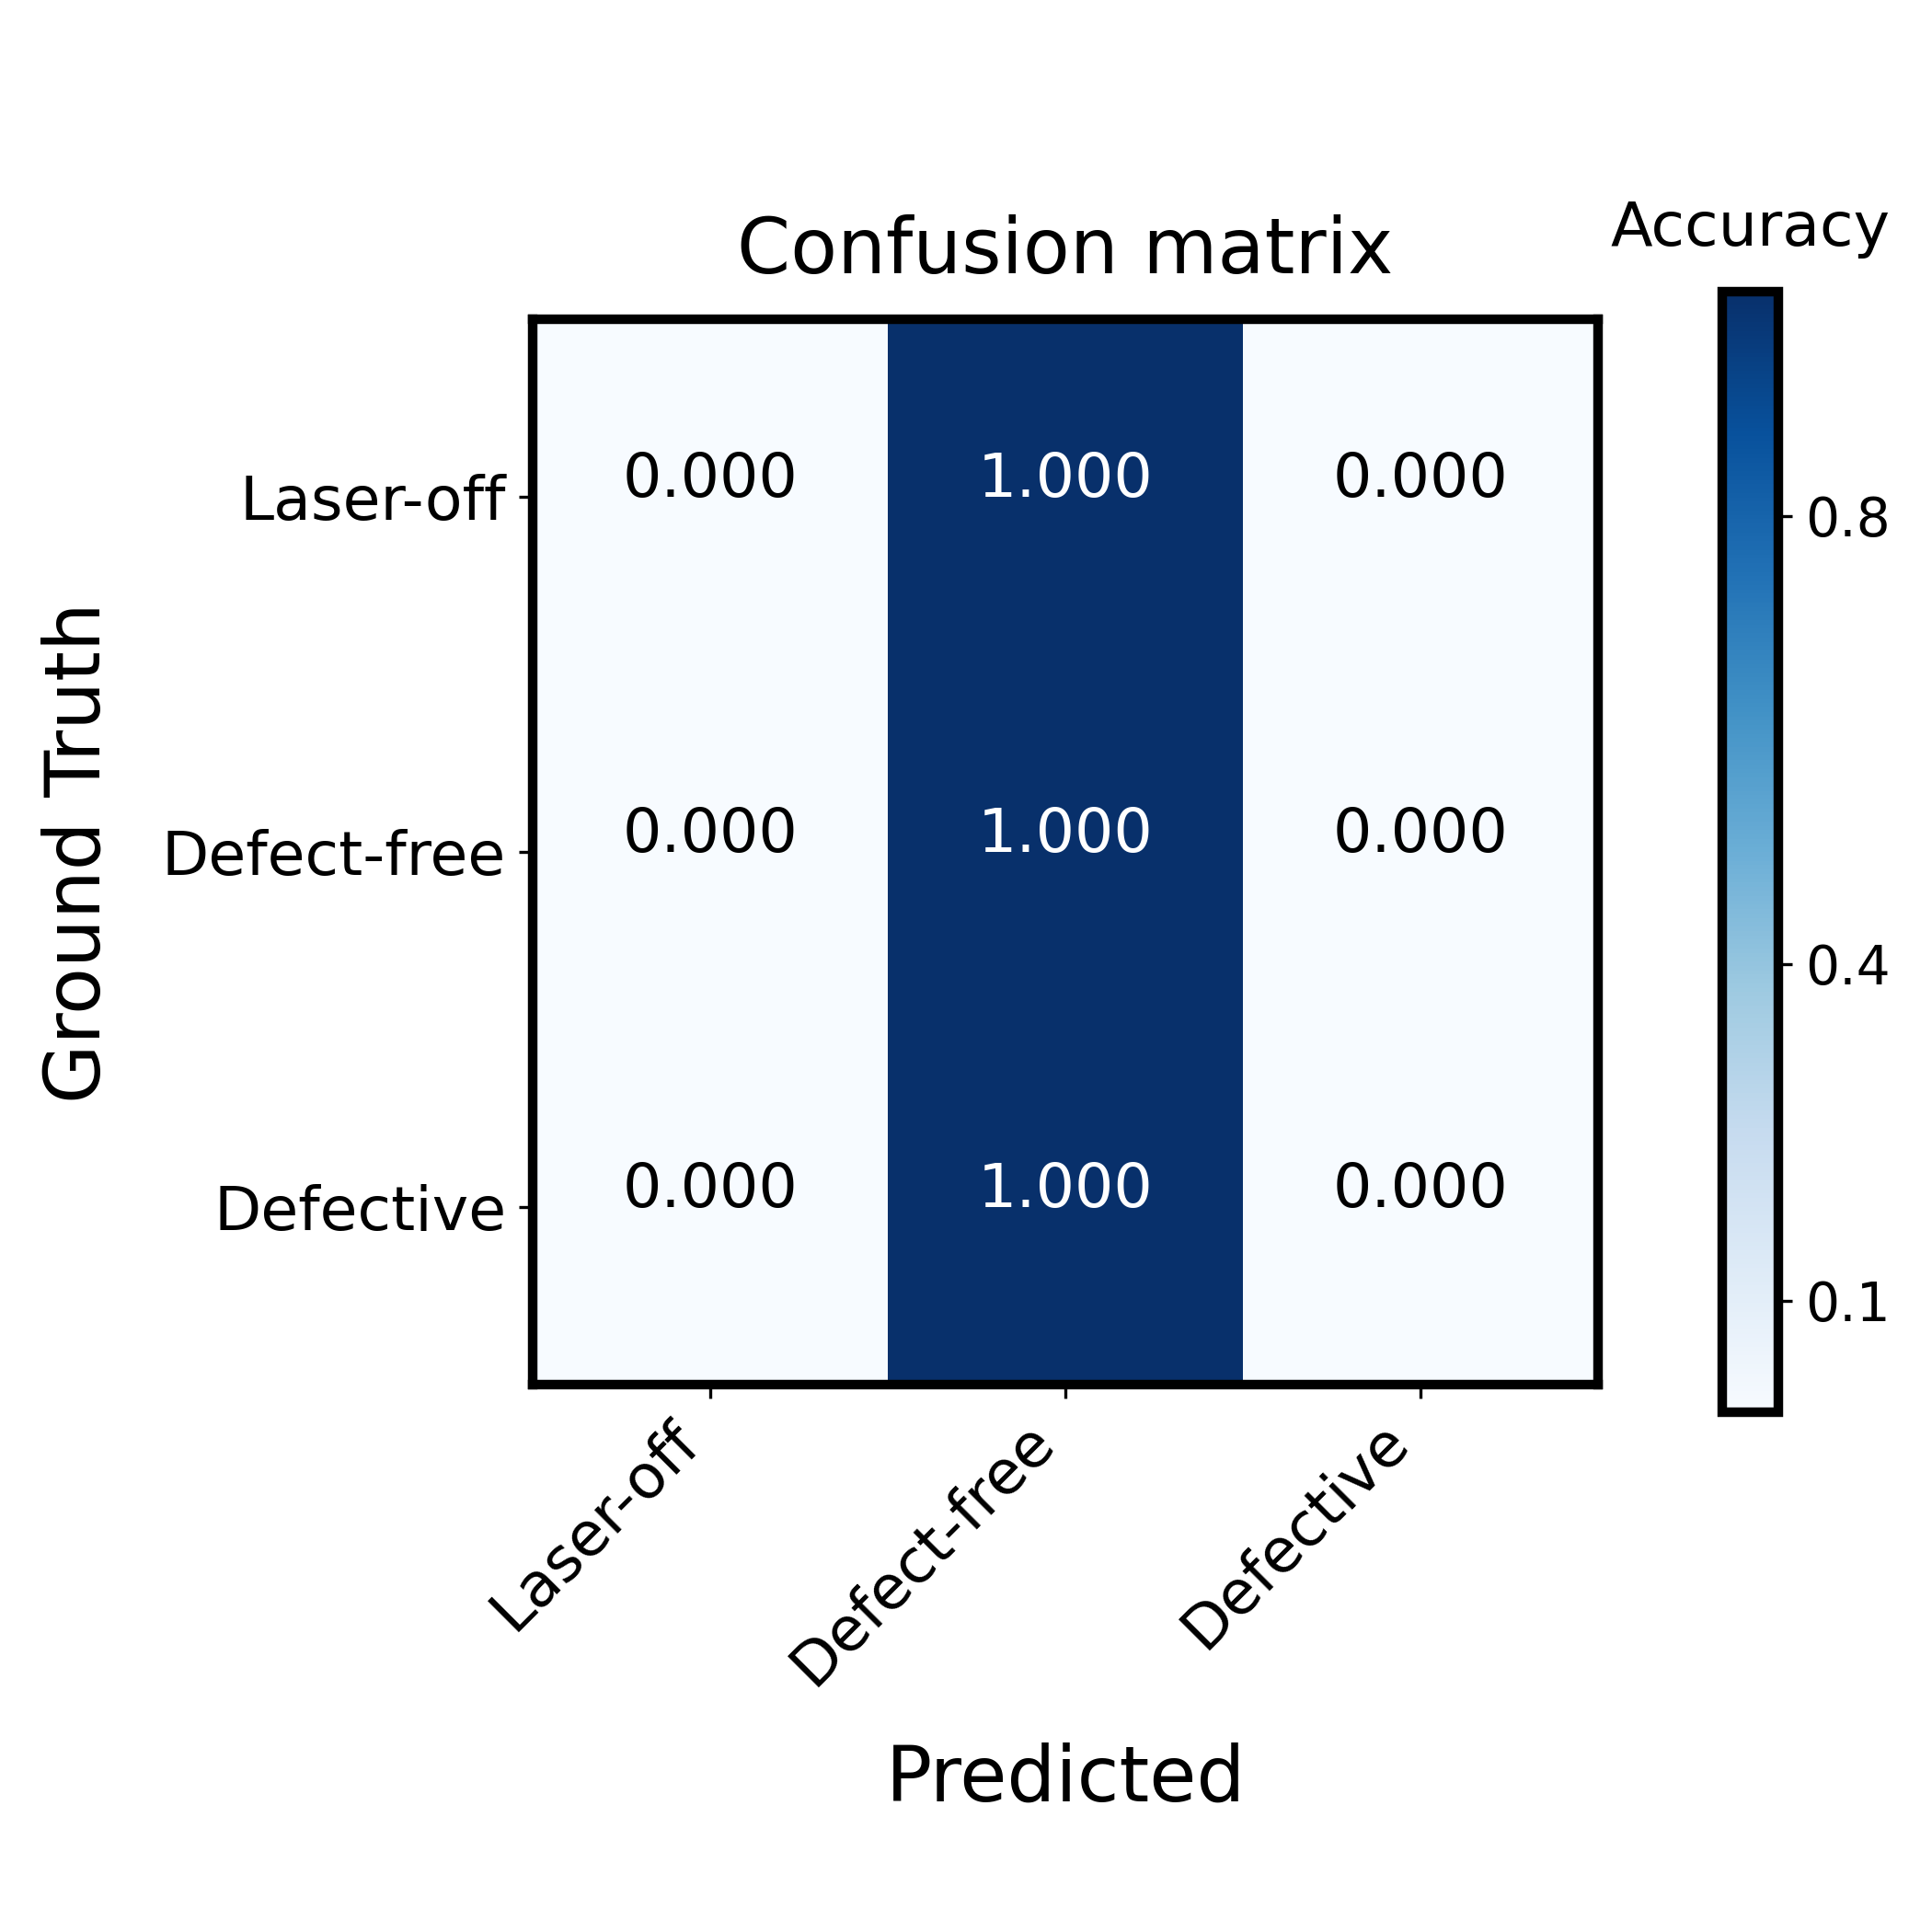 Confusion matrix
Accuracy
Ground Truth
Laser-off
0.000 1.000 0.000
Defect-free
0.000 1.000 0.000
Defective
0.000 1.000 0.000
0.8
0.4
0.1
Laser-off
Defect-free
Defective
Predicted